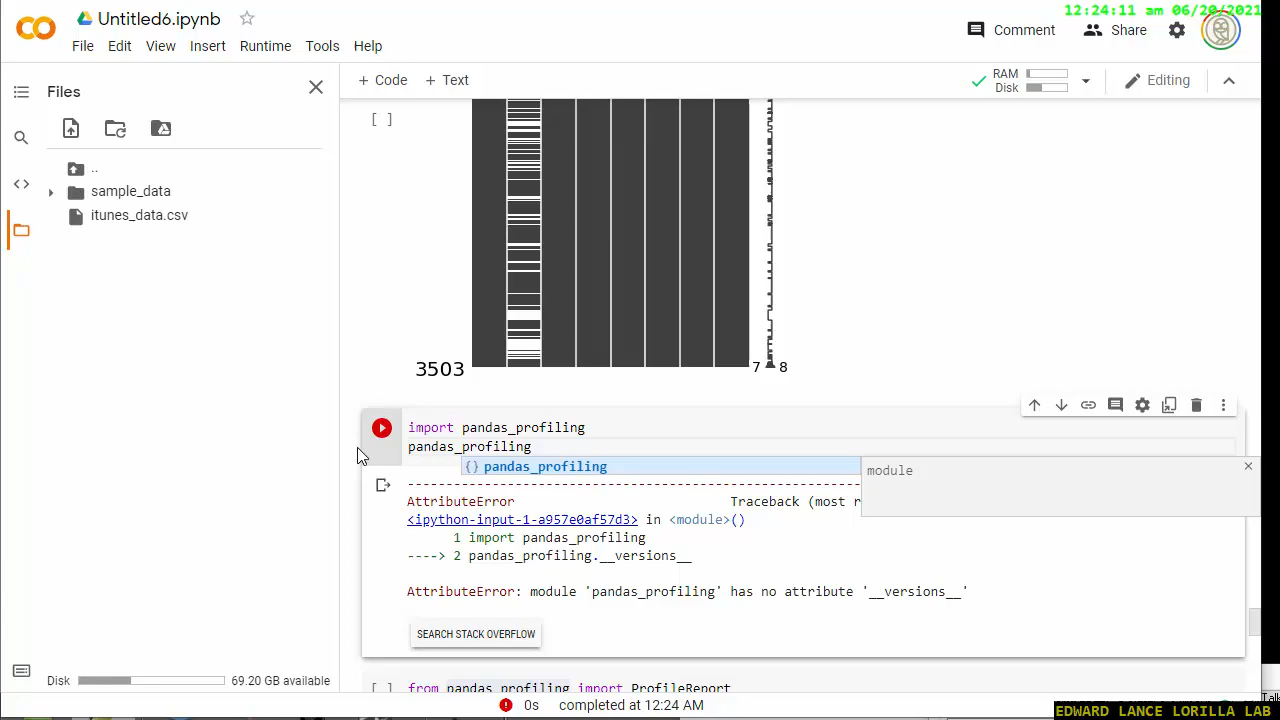 12:24:11 am 06/20/2021
Untitled6.ipynb
Comment
Share
File Edit View Insert Runtime Tools Help
+ Code + Text
RAM
Disk
Editing
Files
..
sample_data
itunes_data.csv
[ ]
3503
7 8
import pandas_profiling
pandas_profiling
{} pandas_profiling
module
AttributeError Traceback (most r
<ipython-input-1-a957e0af57d3> in <module>()
1 import pandas_profiling
----> 2 pandas_profiling.__versions__
AttributeError: module 'pandas_profiling' has no attribute '__versions__'
SEARCH STACK OVERFLOW
[ ] from pandas_profiling import ProfileReport
Disk 69.20 GB available
0s completed at 12:24 AM
EDWARD LANCE LORILLA LAB